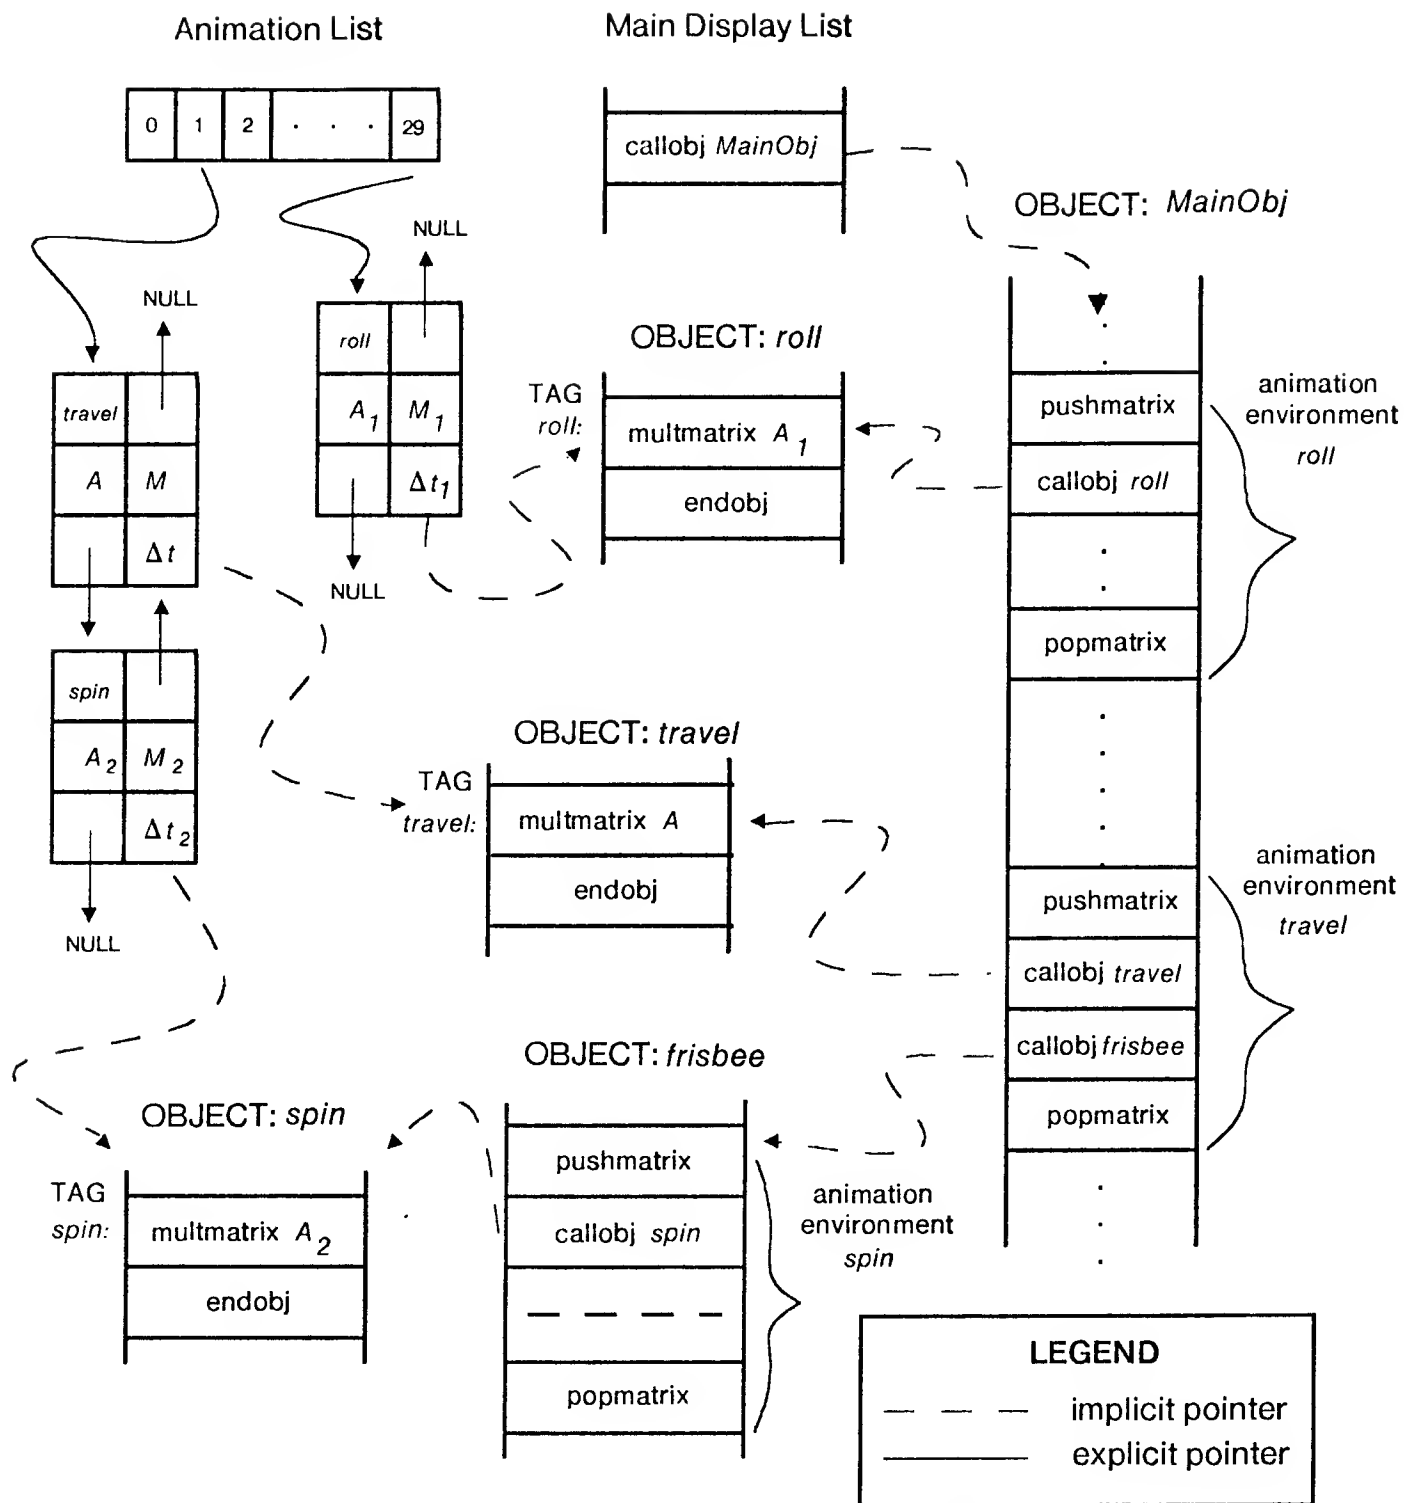 Animation List
Main Display List
0 1 2 . . . 29
callobj MainObj
OBJECT: MainObj
NULL
NULL
roll
A1 M1
Δt1
NULL
travel
A M
Δt
spin
A2 M2
Δt2
NULL
OBJECT: roll
TAG
roll:
multmatrix A1
endobj
pushmatrix
callobj roll
.
.
popmatrix
animation
environment
roll
OBJECT: travel
TAG
travel:
multmatrix A
endobj
pushmatrix
callobj travel
callobj frisbee
popmatrix
animation
environment
travel
OBJECT: frisbee
pushmatrix
callobj spin
popmatrix
animation
environment
spin
OBJECT: spin
TAG
spin:
multmatrix A2
endobj
LEGEND
implicit pointer
explicit pointer